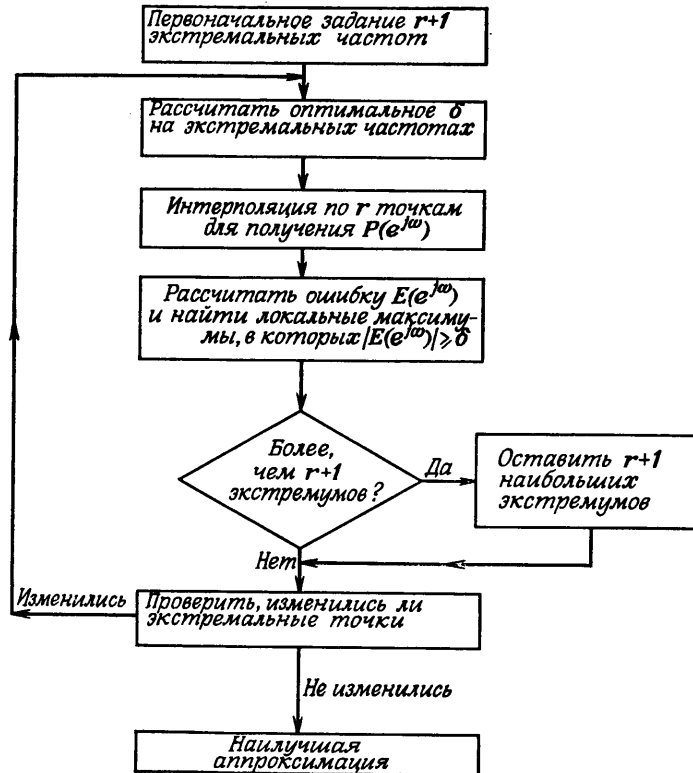 Первоначальное задание r+1
экстремальных частот
Рассчитать оптимальное δ
на экстремальных частотах
Интерполяция по r точкам
для получения P(e^{jω})
Рассчитать ошибку E(e^{jω})
и найти локальные максиму-
мы, в которых |E(e^{jω})|⩾δ
Более,
чем r+1
экстремумов?
Да
Оставить r+1
наибольших
экстремумов
Нет
Изменились
Проверить, изменились ли
экстремальные точки
Не изменились
Наилучшая
аппроксимация